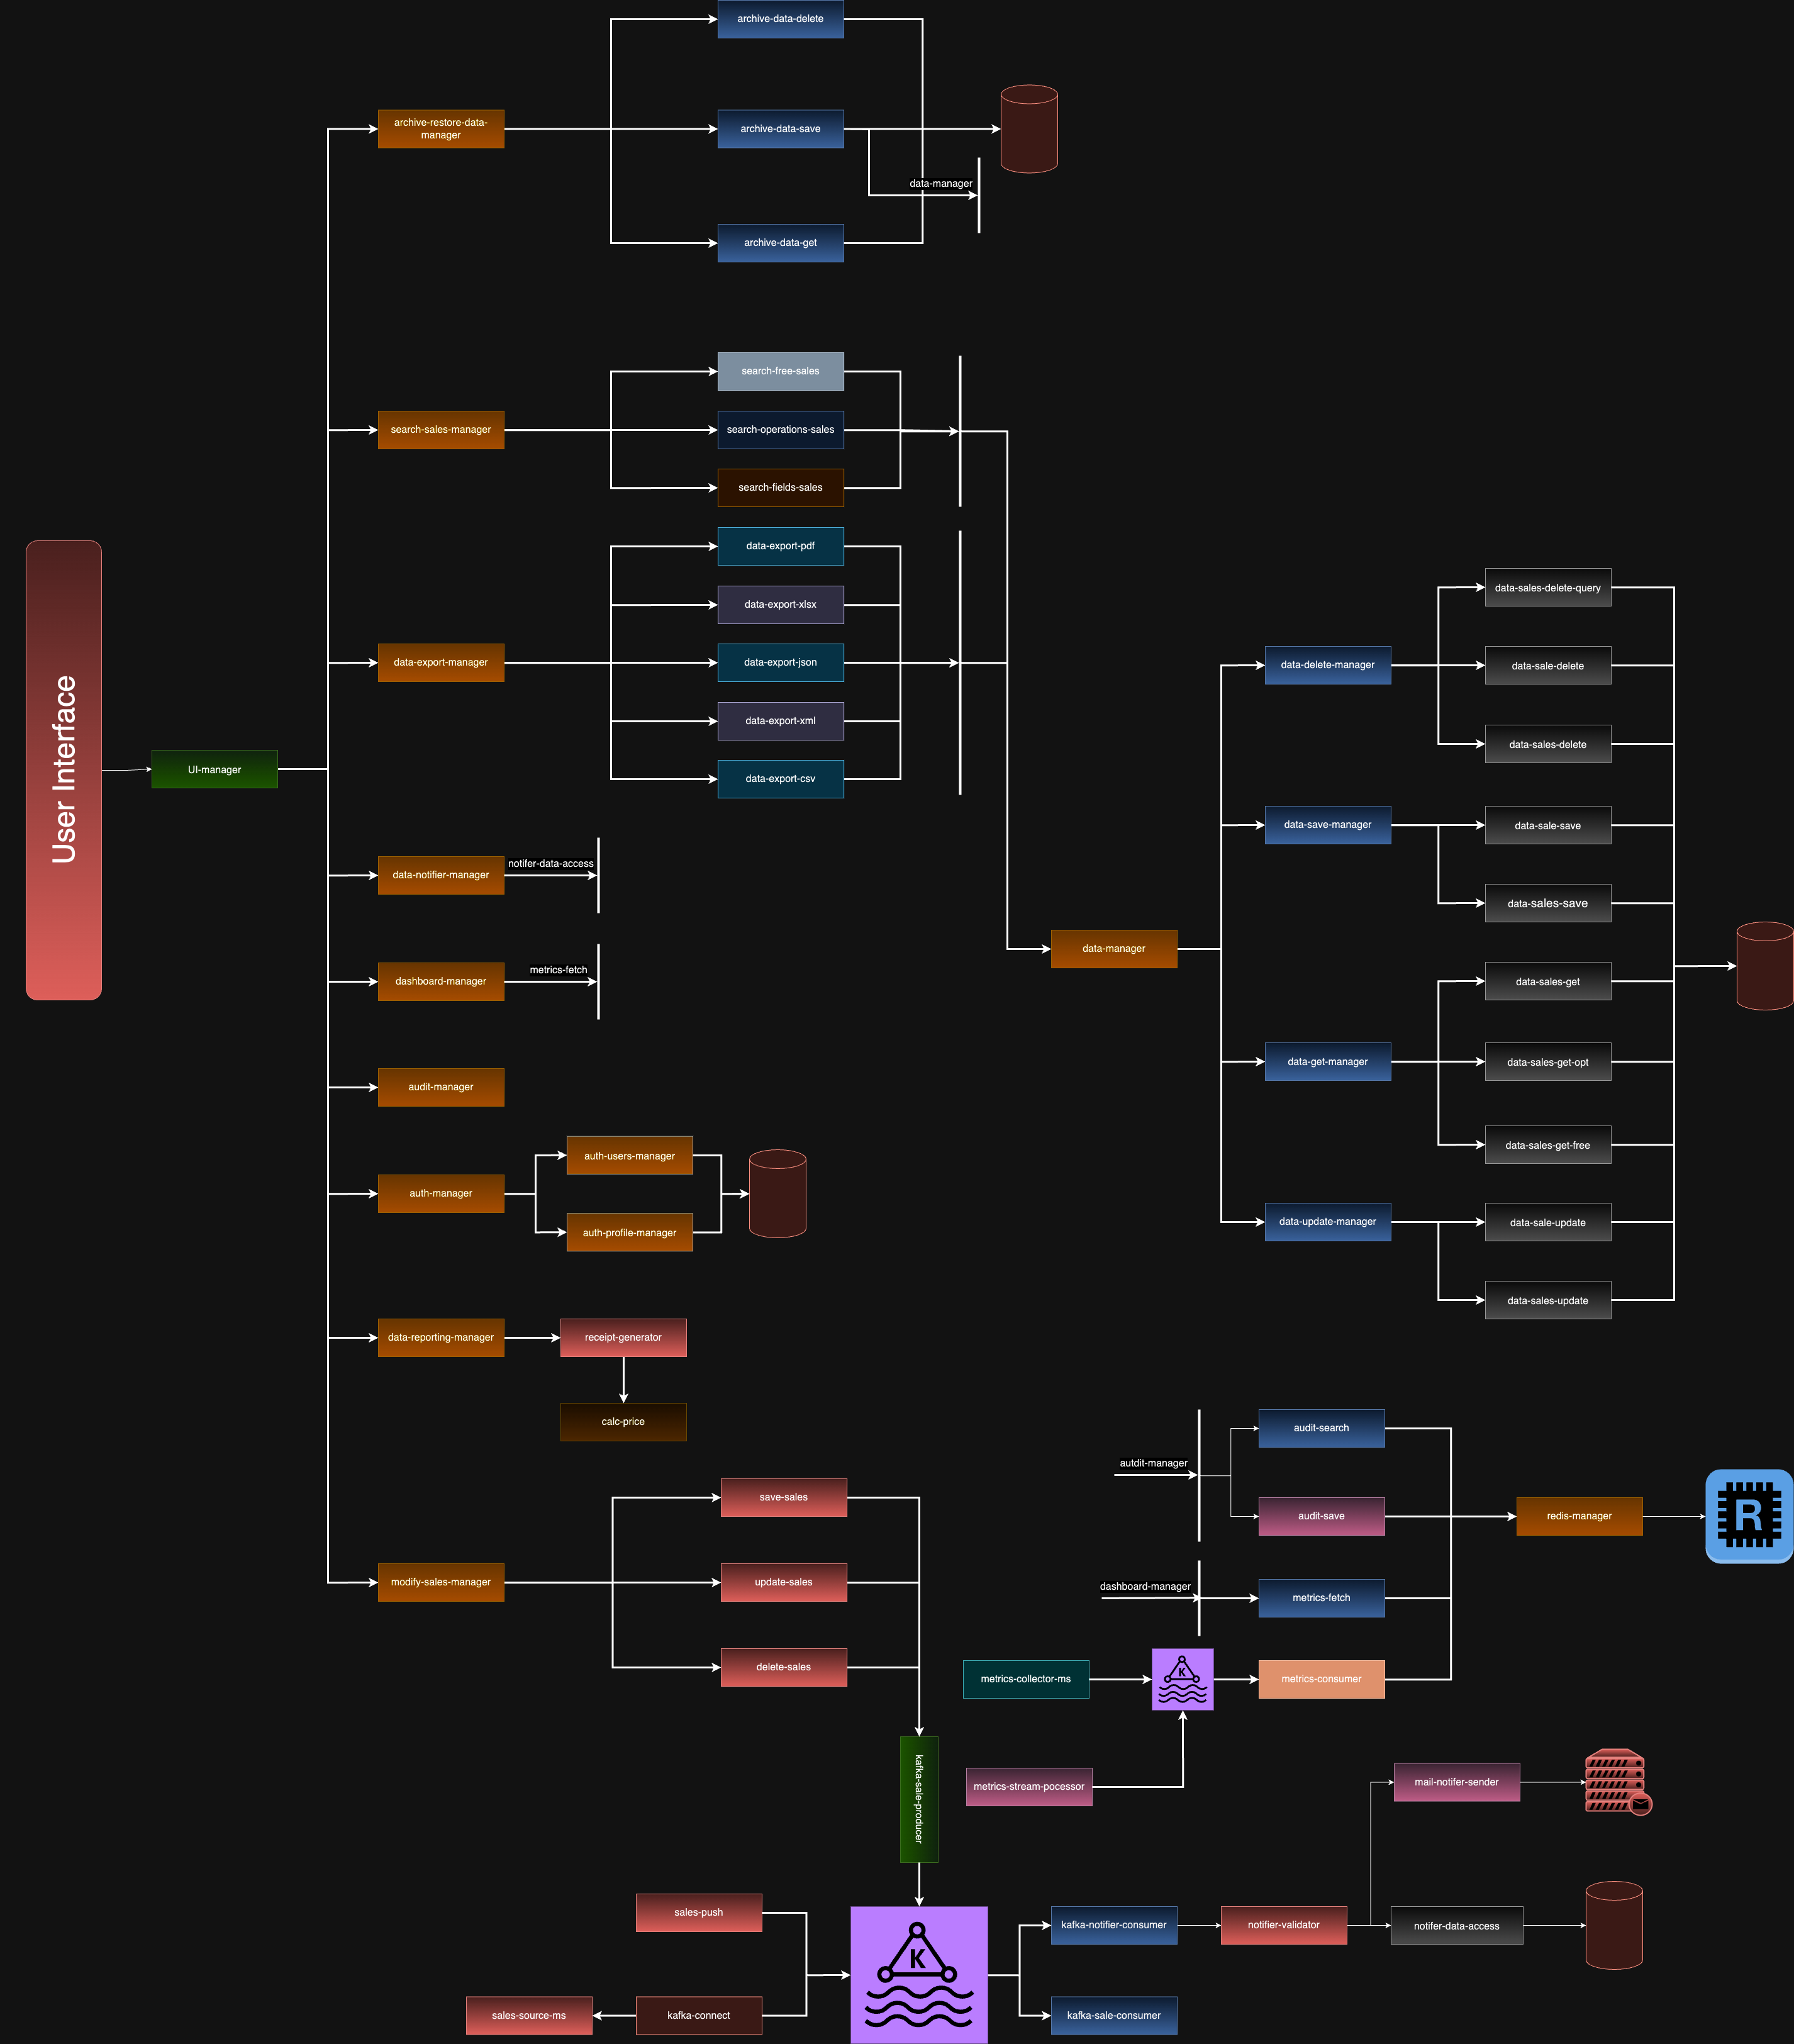 archive-data-delete
archive-restore-data-
manager
archive-data-save
data-manager
archive-data-get
search-free-sales
search-sales-manager
search-operations-sales
search-fields-sales
data-export-pdf
data-export-xlsx
data-export-manager
data-export-json
data-export-xml
data-export-csv
User Interface
UI-manager
data-notifier-manager
notifer-data-access
dashboard-manager
metrics-fetch
audit-manager
auth-users-manager
auth-manager
auth-profile-manager
data-reporting-manager
receipt-generator
calc-price
save-sales
modify-sales-manager
update-sales
delete-sales
data-manager
data-delete-manager
data-sales-delete-query
data-sale-delete
data-sales-delete
data-save-manager
data-sale-save
data-sales-save
data-get-manager
data-sales-get
data-sales-get-opt
data-sales-get-free
data-update-manager
data-sale-update
data-sales-update
autdit-manager
audit-search
audit-save
redis-manager
R
dashboard-manager
metrics-fetch
metrics-collector-ms
K
metrics-consumer
metrics-stream-pocessor
kafka-sale-producer
mail-notifer-sender
sales-push
K
kafka-notifier-consumer
notifier-validator
notifer-data-access
sales-source-ms
kafka-connect
kafka-sale-consumer